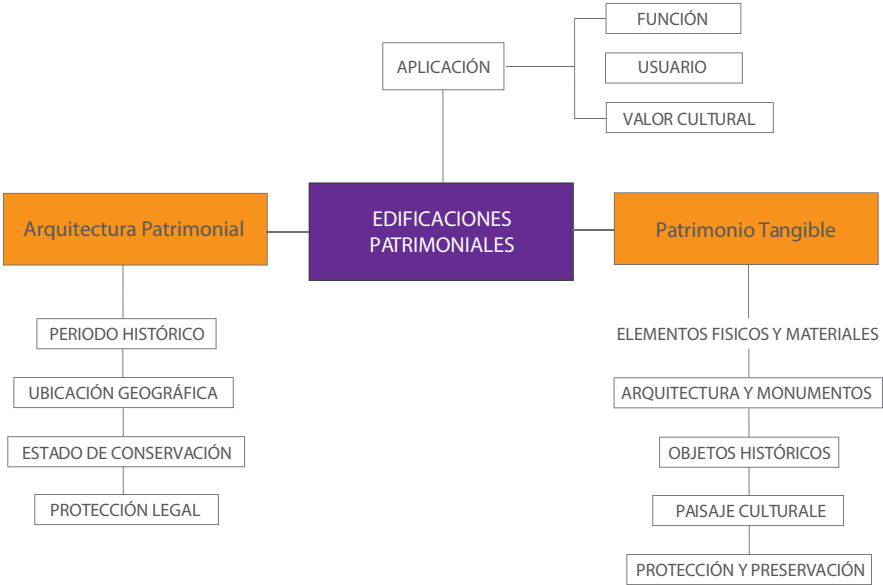 FUNCIÓN
APLICACIÓN
USUARIO
VALOR CULTURAL
EDIFICACIONES
PATRIMONIALES
Arquitectura Patrimonial
PERIODO HISTÓRICO
UBICACIÓN GEOGRÁFICA
ESTADO DE CONSERVACIÓN
PROTECCIÓN LEGAL
Patrimonio Tangible
ELEMENTOS FISICOS Y MATERIALES
ARQUITECTURA Y MONUMENTOS
OBJETOS HISTÓRICOS
PAISAJE CULTURALE
PROTECCIÓN Y PRESERVACIÓN